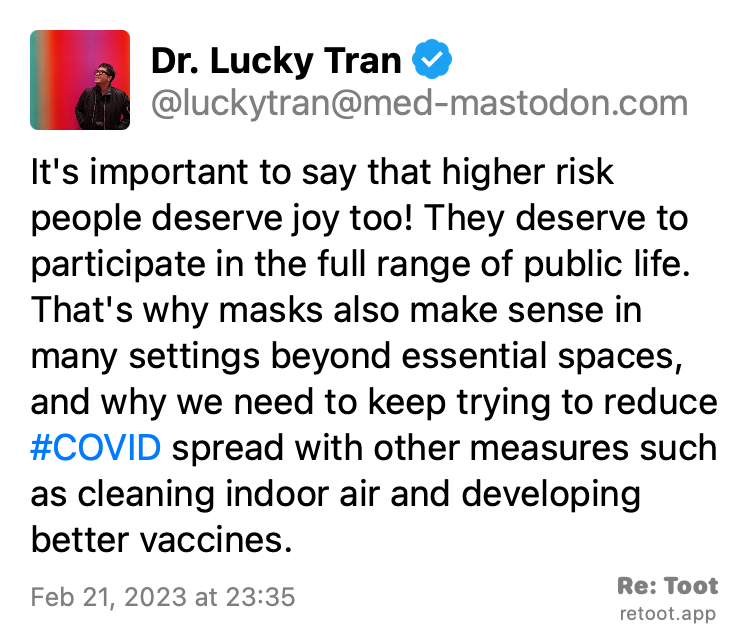 Dr. Lucky Tran
@luckytran@med-mastodon.com
It's important to say that higher risk
people deserve joy too! They deserve to
participate in the full range of public life.
That's why masks also make sense in
many settings beyond essential spaces,
and why we need to keep trying to reduce
#COVID spread with other measures such
as cleaning indoor air and developing
better vaccines.
Feb 21, 2023 at 23:35
Re: Toot
retoot.app